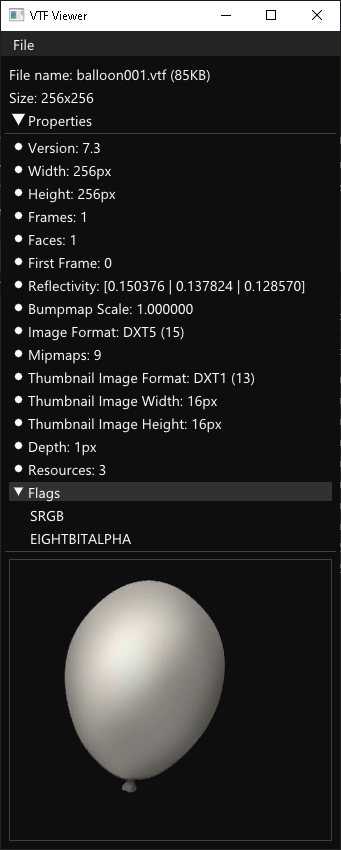 VTF Viewer
File
File name: balloon001.vtf (85KB)
Size: 256x256
Properties
Version: 7.3
Width: 256px
Height: 256px
Frames: 1
Faces: 1
First Frame: 0
Reflectivity: [0.150376 | 0.137824 | 0.128570]
Bumpmap Scale: 1.000000
Image Format: DXT5 (15)
Mipmaps: 9
Thumbnail Image Format: DXT1 (13)
Thumbnail Image Width: 16px
Thumbnail Image Height: 16px
Depth: 1px
Resources: 3
Flags
SRGB
EIGHTBITALPHA